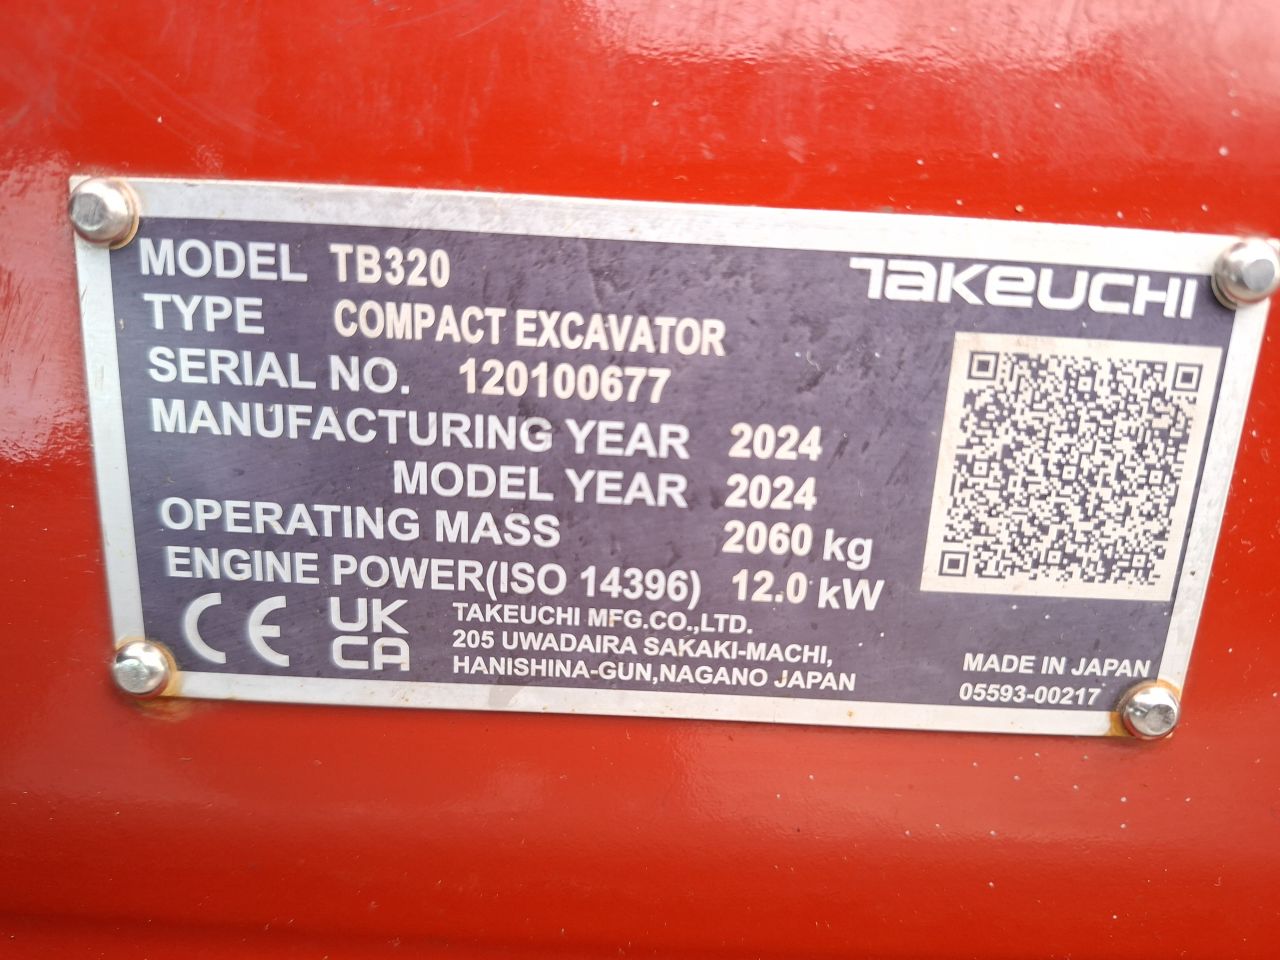 TAKEUCHI
MODEL TB320
TYPE COMPACT EXCAVATOR
SERIAL NO. 120100677
MANUFACTURING YEAR 2024
MODEL YEAR 2024
OPERATING MASS 2060 kg
ENGINE POWER(ISO 14396) 12.0 kW
CE UK CA
TAKEUCHI MFG.CO.,LTD.
205 UWADAIRA SAKAKI-MACHI,
HANISHINA-GUN,NAGANO JAPAN
MADE IN JAPAN
05593-00217